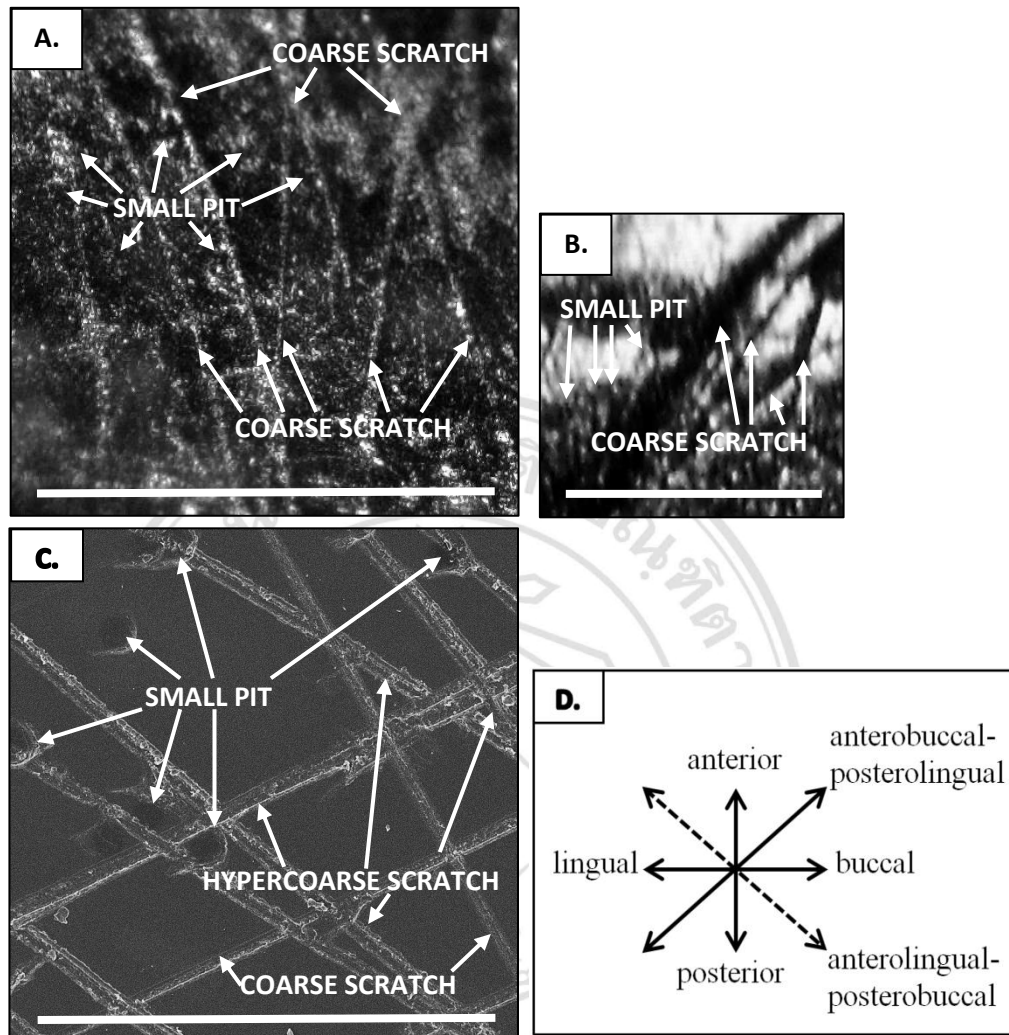 A.
COARSE SCRATCH
SMALL PIT
COARSE SCRATCH
B.
SMALL PIT
COARSE SCRATCH
C.
SMALL PIT
HYPERCOARSE SCRATCH
COARSE SCRATCH
D.
anterior
anterobuccal-
posterolingual
lingual
buccal
posterior
anterolingual-
posterobuccal